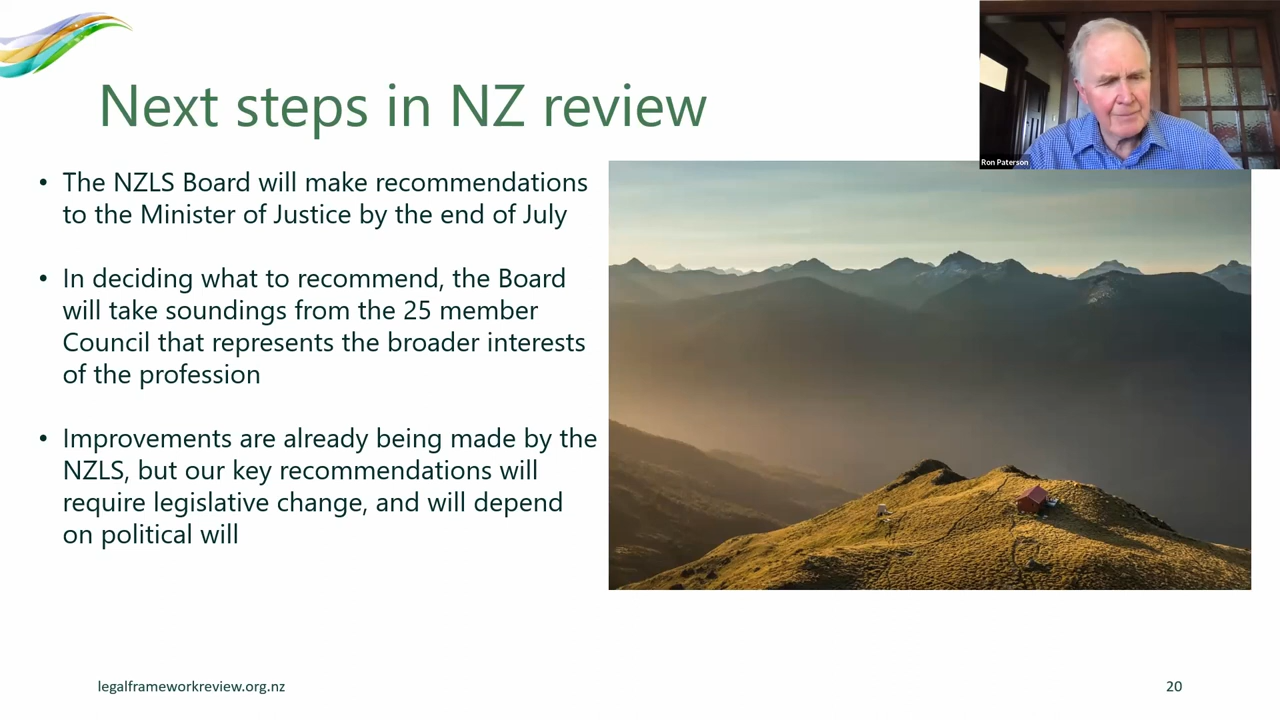 Next steps in NZ review
Ron Paterson
• The NZLS Board will make recommendations
to the Minister of Justice by the end of July
• In deciding what to recommend, the Board
will take soundings from the 25 member
Council that represents the broader interests
of the profession
• Improvements are already being made by the
NZLS, but our key recommendations will
require legislative change, and will depend
on political will
legalframeworkreview.org.nz
20